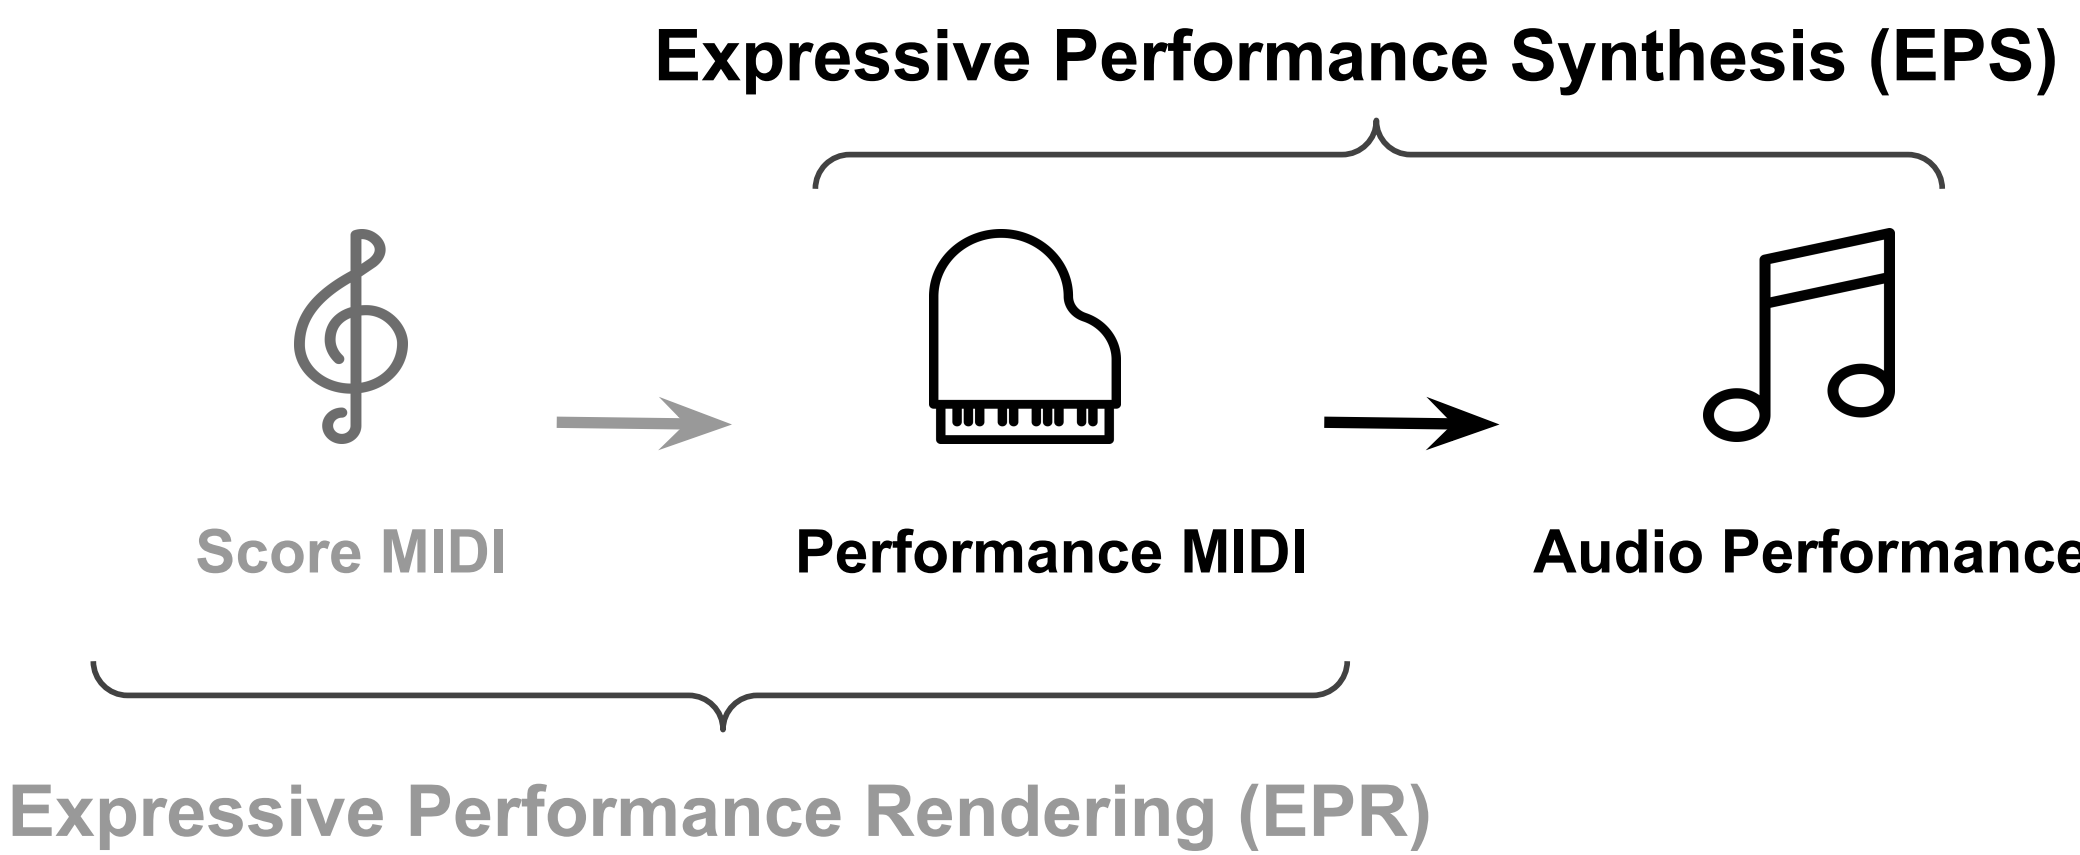 Expressive Performance Synthesis (EPS)
Score MIDI
Performance MIDI
Audio Performance
Expressive Performance Rendering (EPR)